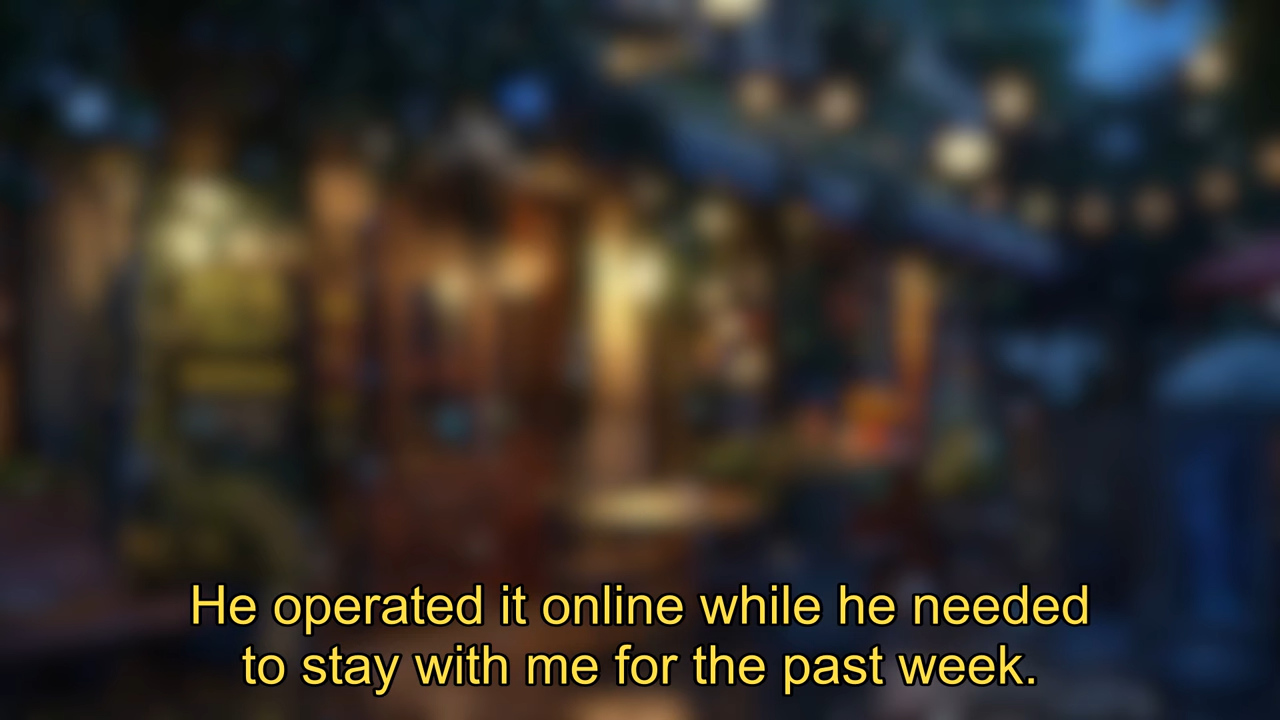 He operated it online while he needed
to stay with me for the past week.